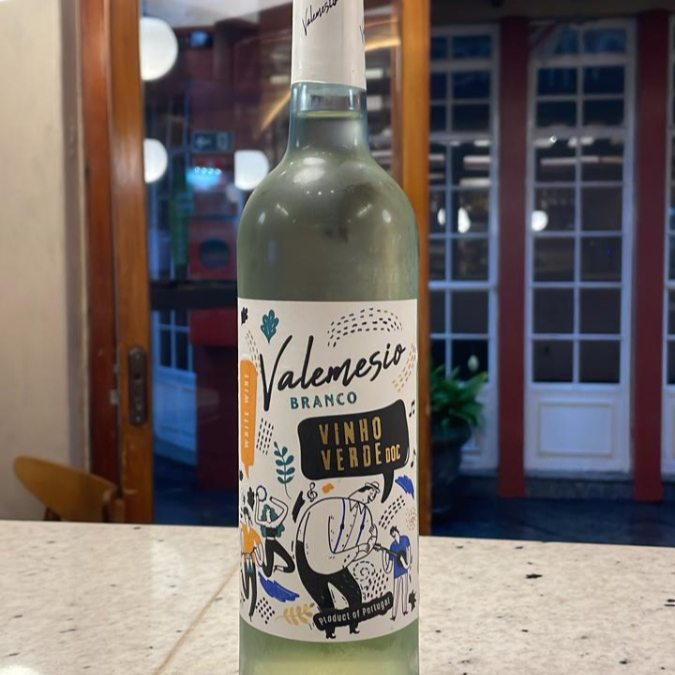 Valemesio
Valemesio
BRANCO
VINHO
VERDE DOC
WHITE WINE
Product of Portugal